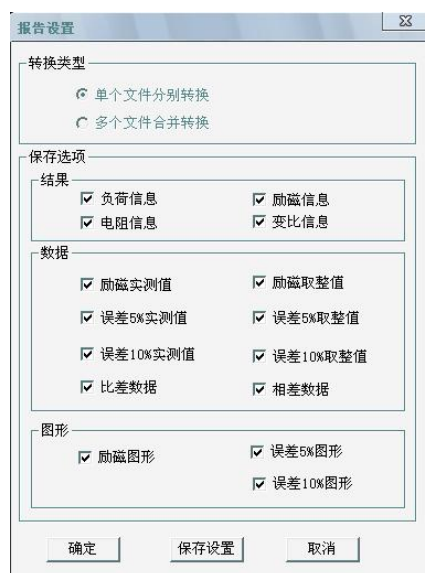 报告设置
转换类型
单个文件分别转换
多个文件合并转换
保存选项
结果
负荷信息 励磁信息
电阻信息 变比信息
数据
励磁实测值 励磁取整值
误差5%实测值 误差5%取整值
误差10%实测值 误差10%取整值
比差数据 相差数据
图形
励磁图形 误差5%图形
误差10%图形
确定 保存设置 取消